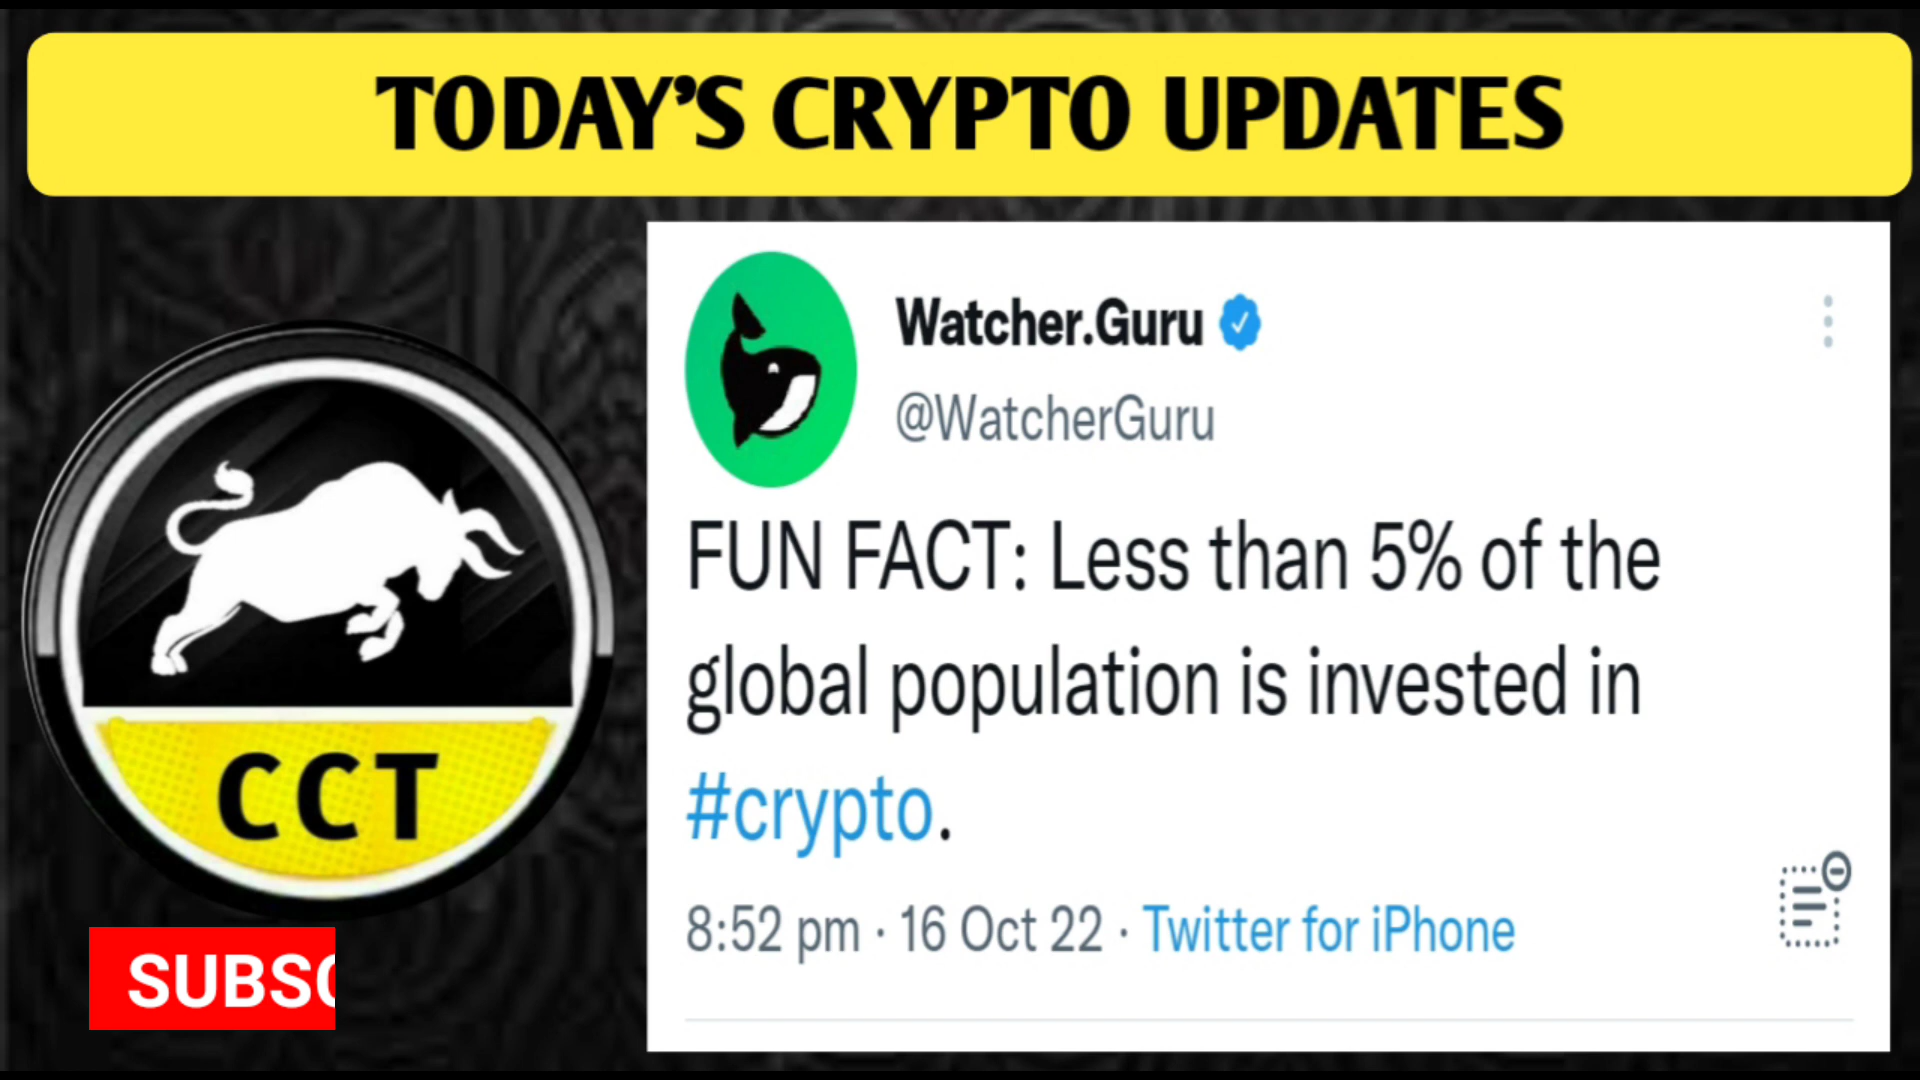 TODAY'S CRYPTO UPDATES
Watcher.Guru
@WatcherGuru
FUN FACT: Less than 5% of the
global population is invested in
#crypto.
8:52 pm · 16 Oct 22 · Twitter for iPhone
CCT
SUBSC